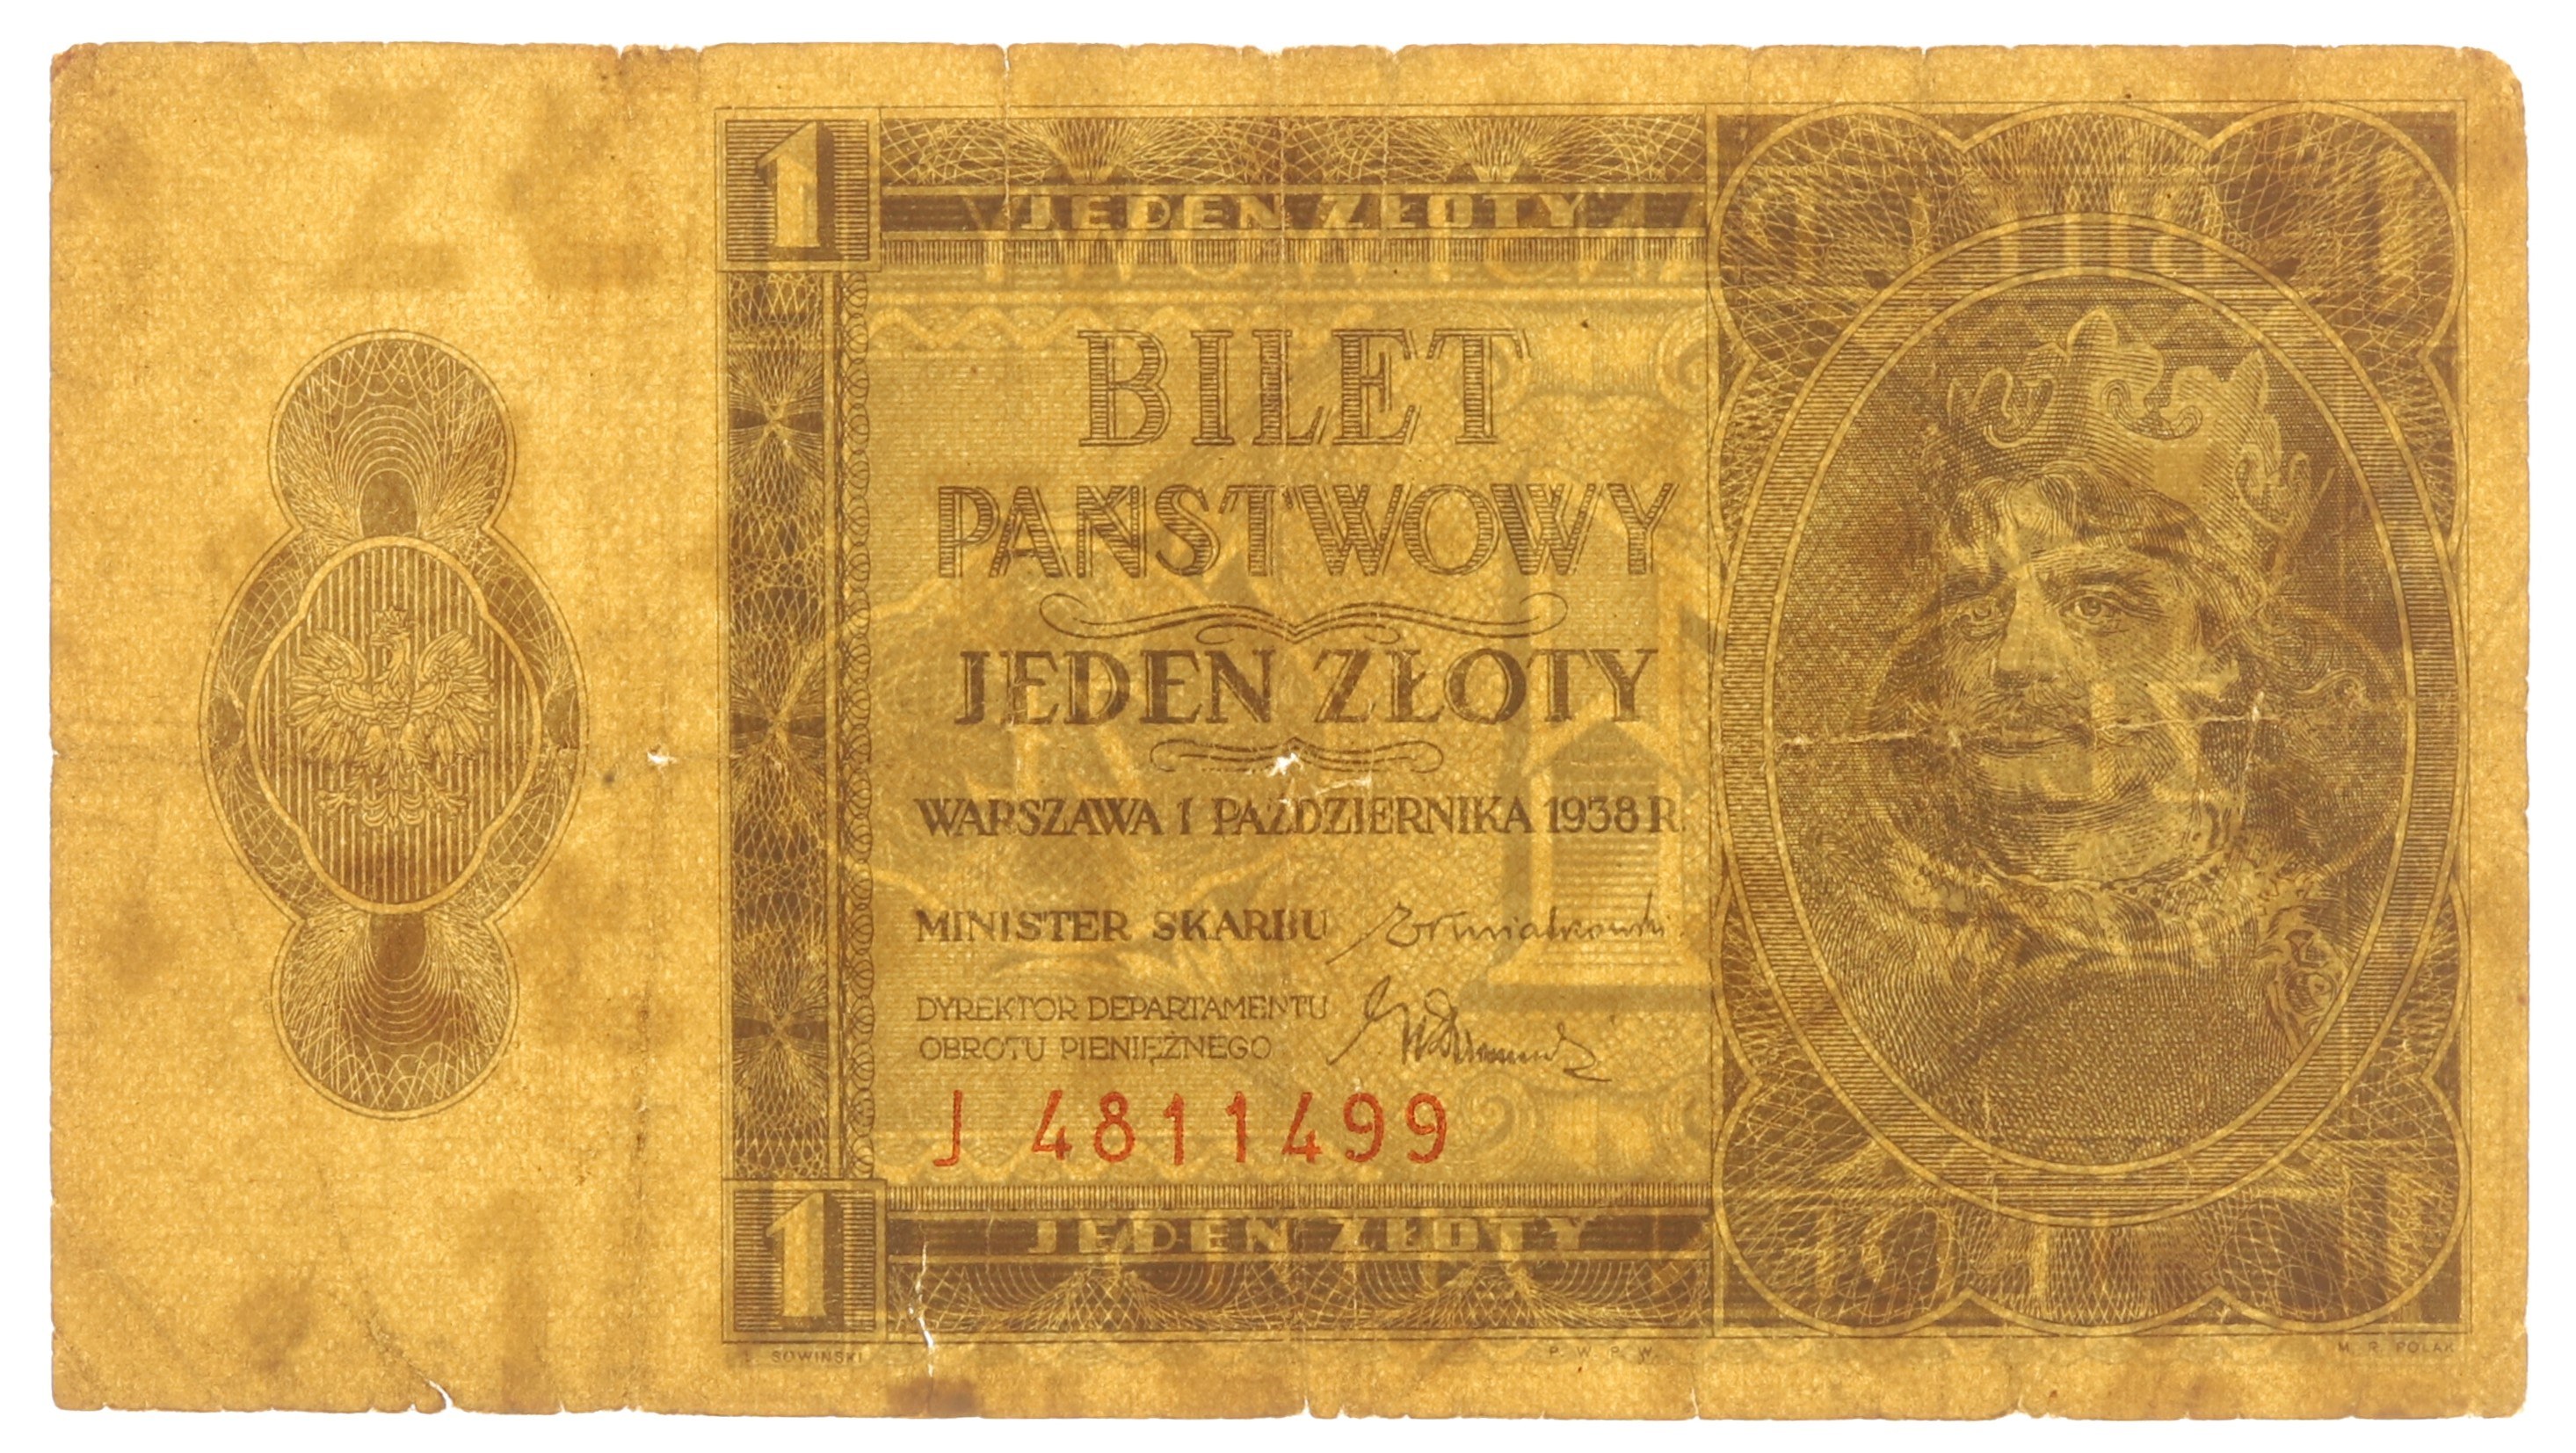 1
JEDEN ZŁOTY
BILET
PAŃSTWOWY
JEDEN ZŁOTY
WARSZAWA 1 PAŹDZIERNIKA 1938 R.
MINISTER SKARBU
DYREKTOR DEPARTAMENTU
OBROTU PIENIĘŻNEGO
J 4811499
1
JEDEN ZŁOTY
SOWIŃSKI P. W. P. W. M. R. POLAK